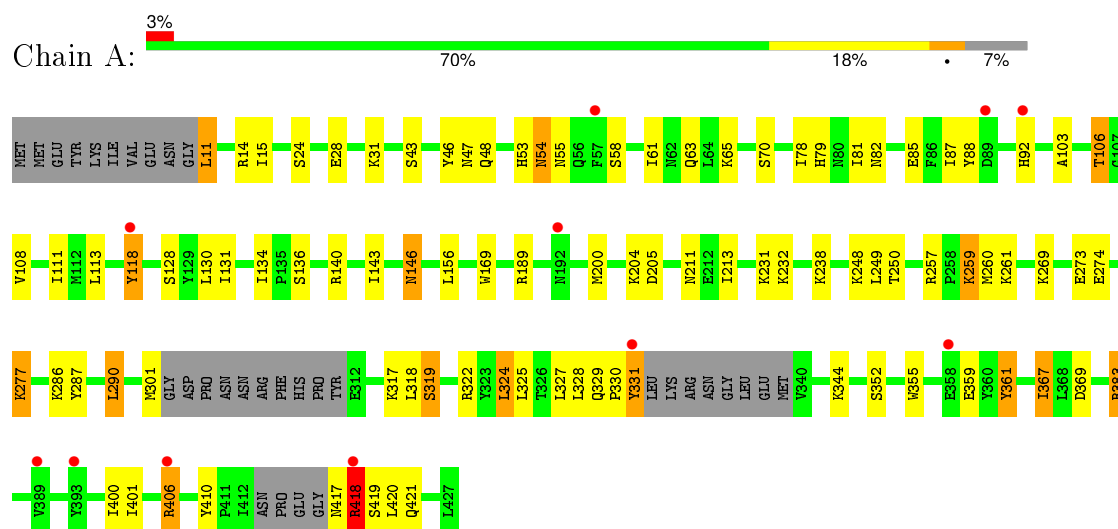 3%
Chain A:
70% 18% • 7%
MET MET GLU TYR LYS ILE VAL GLU ASN GLY L11 R14 I15 S24 E28 K31 S43 Y46 N47 Q48 H53 N54 N55 Q56 F57 S58 I61 N62 Q63 L64 K65 S70 I78 H79 N80 I81 N82 E85 F86 I87 Y88 D89 H92 A103 T106
V108 I111 M112 L113 Y118 S128 Y129 L130 I131 I134 P135 S136 R140 I143 N146 L156 W169 R189 N192 M200 K204 D205 N211 E212 I213 K231 K232 K238 K248 L249 T250 R257 P258 K259 M260 K261 K269 E273 E274
K277 K286 Y287 L290 M301 GLY ASP PRO ASN ASN ARG PHE HIS PRO TYR E312 K317 L318 S319 R322 Y323 L324 L325 T326 L327 L328 Q329 P330 Y331 LEU LYS ARG ASN GLY LEU GLU MET V340 K344 S352 W355 E358 E359 Y360 Y361 I367 L368 D369
V389 Y393 I400 I401 R406 Y410 P411 I412 ASN PRO GLU GLY N417 R418 S419 L420 Q421 L427